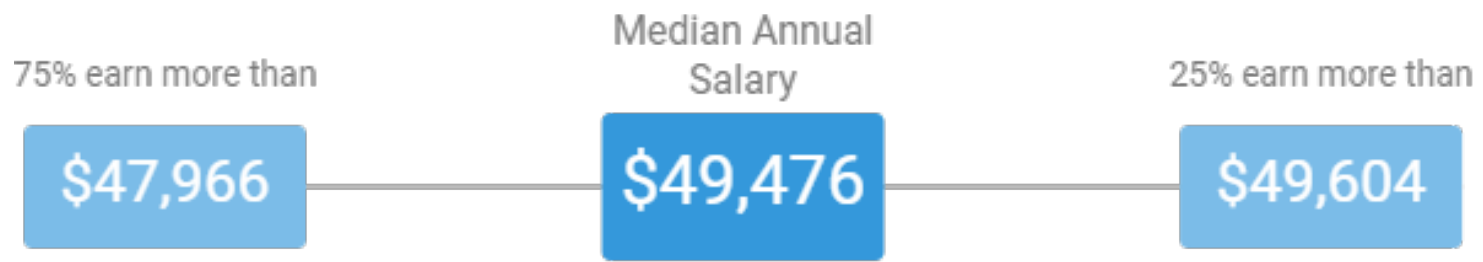 Median Annual
Salary
75% earn more than
25% earn more than
$47,966
$49,476
$49,604